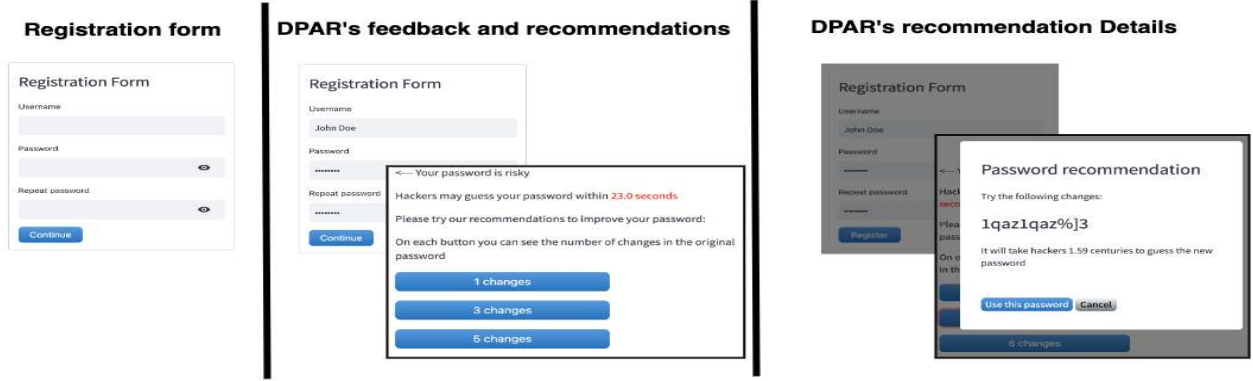 Registration form
Registration Form
Username
Password
Repeat password
Continue
DPAR's feedback and recommendations
Registration Form
Username
John Doe
Password
••••••••
Repeat password
••••••••
Continue
<--- Your password is risky
Hackers may guess your password within 23.0 seconds
Please try our recommendations to improve your password:
On each button you can see the number of changes in the original
password
1 changes
3 changes
5 changes
DPAR's recommendation Details
Registration Form
Username
John Doe
Password
••••••••
Repeat password
••••••••
Register
Password recommendation
Try the following changes:
1qaz1qaz%]3
It will take hackers 1.59 centuries to guess the new
password
Use this password Cancel
5 changes